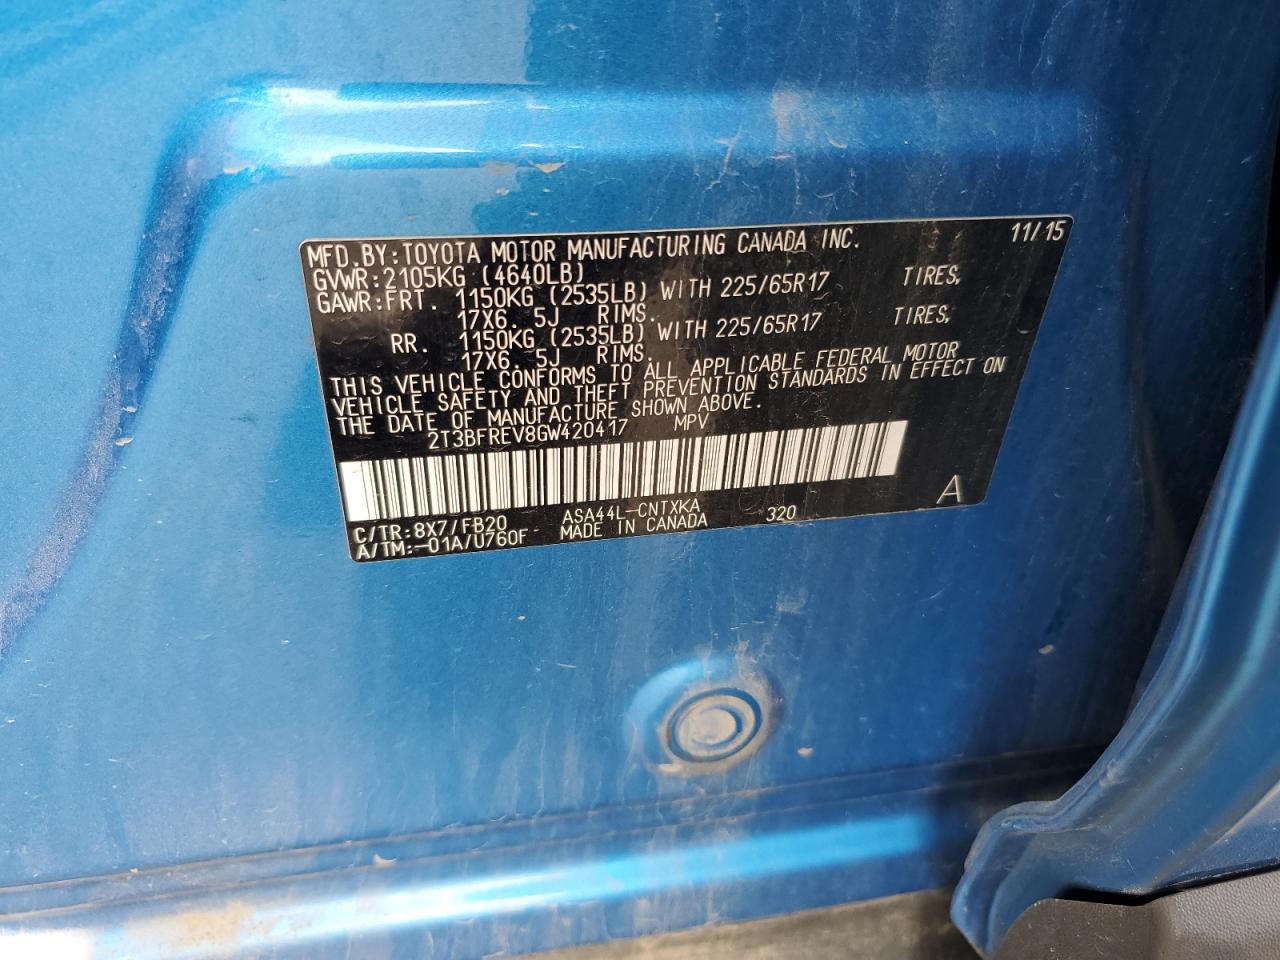 MFD.BY:TOYOTA MOTOR MANUFACTURING CANADA INC. 11/15
GVWR:2105KG (4640LB)
GAWR:FRT. 1150KG (2535LB) WITH 225/65R17 TIRES,
17X6. 5J RIMS.
RR. 1150KG (2535LB) WITH 225/65R17 TIRES,
17X6. 5J RIMS.
THIS VEHICLE CONFORMS TO ALL APPLICABLE FEDERAL MOTOR
VEHICLE SAFETY AND THEFT PREVENTION STANDARDS IN EFFECT ON
THE DATE OF MANUFACTURE SHOWN ABOVE.
2T3BFREV8GW420417 MPV
A
C/TR:8X7/FB20 ASA44L-CNTXKA 320
A/TM:-01A/U760F MADE IN CANADA